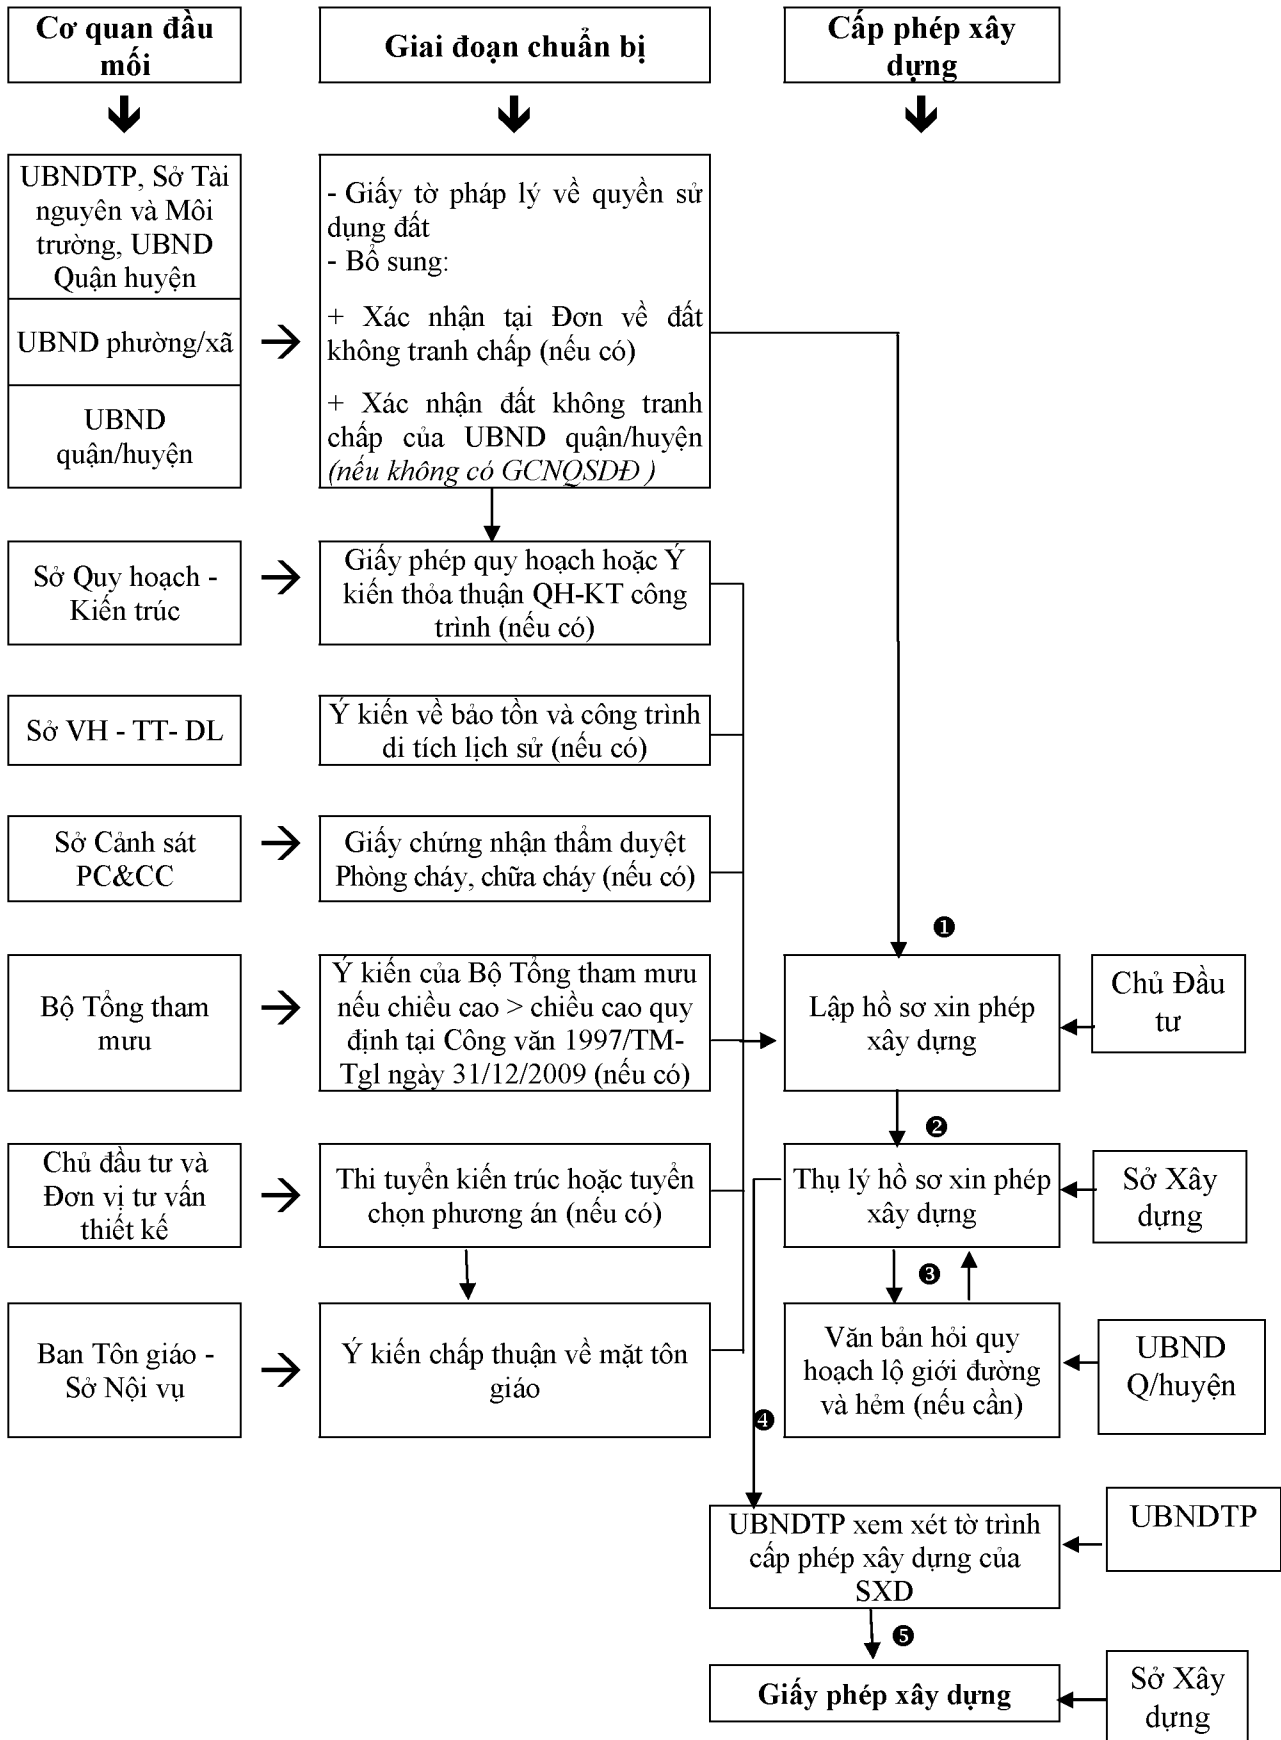 Cơ quan đầu
mối
Giai đoạn chuẩn bị
Cấp phép xây
dựng
UBNDTP, Sở Tài
nguyên và Môi
trường, UBND
Quận huyện
UBND phường/xã
UBND
quận/huyện
- Giấy tờ pháp lý về quyền sử
dụng đất
- Bổ sung:
+ Xác nhận tại Đơn về đất
không tranh chấp (nếu có)
+ Xác nhận đất không tranh
chấp của UBND quận/huyện
(nếu không có GCNQSDĐ )
Sở Quy hoạch -
Kiến trúc
Giấy phép quy hoạch hoặc Ý
kiến thỏa thuận QH-KT công
trình (nếu có)
Sở VH - TT- DL
Ý kiến về bảo tồn và công trình
di tích lịch sử (nếu có)
Sở Cảnh sát
PC&CC
Giấy chứng nhận thẩm duyệt
Phòng cháy, chữa cháy (nếu có)
❶
Bộ Tổng tham
mưu
Ý kiến của Bộ Tổng tham mưu
nếu chiều cao > chiều cao quy
định tại Công văn 1997/TM-
Tgl ngày 31/12/2009 (nếu có)
Lập hồ sơ xin phép
xây dựng
Chủ Đầu
tư
❷
Chủ đầu tư và
Đơn vị tư vấn
thiết kế
Thi tuyển kiến trúc hoặc tuyển
chọn phương án (nếu có)
Thụ lý hồ sơ xin phép
xây dựng
Sở Xây
dựng
❸
Ban Tôn giáo -
Sở Nội vụ
Ý kiến chấp thuận về mặt tôn
giáo
Văn bản hỏi quy
hoạch lộ giới đường
và hẻm (nếu cần)
UBND
Q/huyện
❹
UBNDTP xem xét tờ trình
cấp phép xây dựng của
SXD
UBNDTP
❺
Giấy phép xây dựng
Sở Xây
dựng